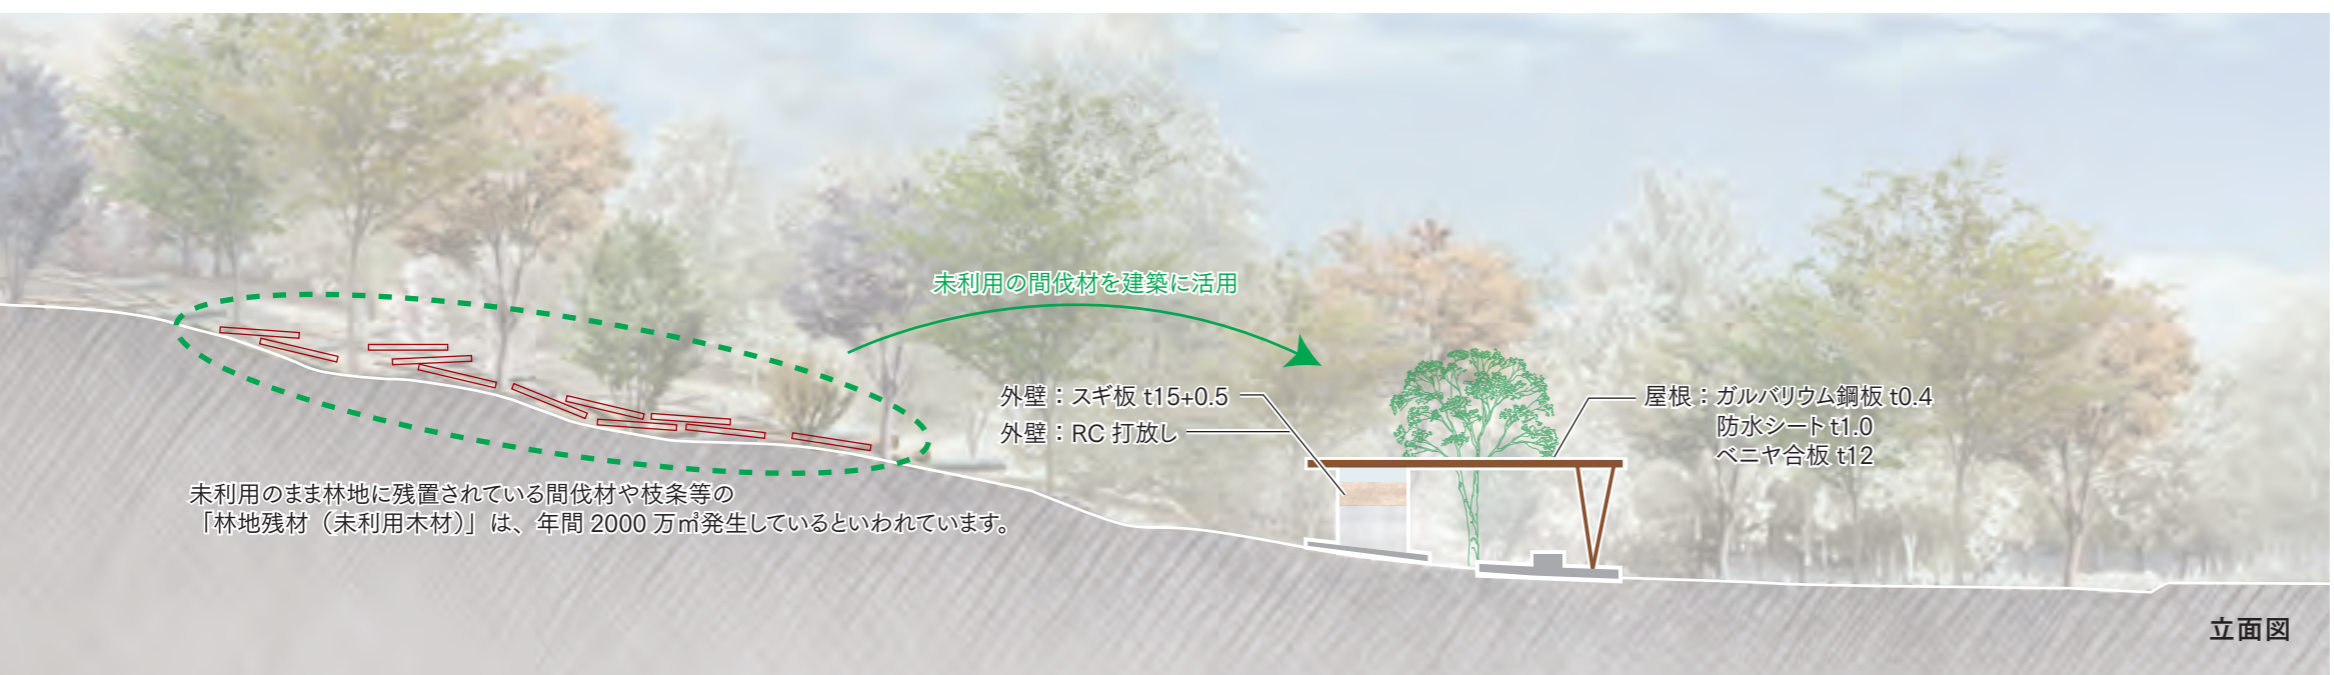 未利用の間伐材を建築に活用
外壁：スギ板 t15+0.5
外壁：RC 打放し
屋根：ガルバリウム鋼板 t0.4
防水シート t1.0
ベニヤ合板 t12
未利用のまま林地に残置されている間伐材や枝条等の
「林地残材（未利用木材）」は、年間 2000 万㎥発生しているといわれています。
立面図